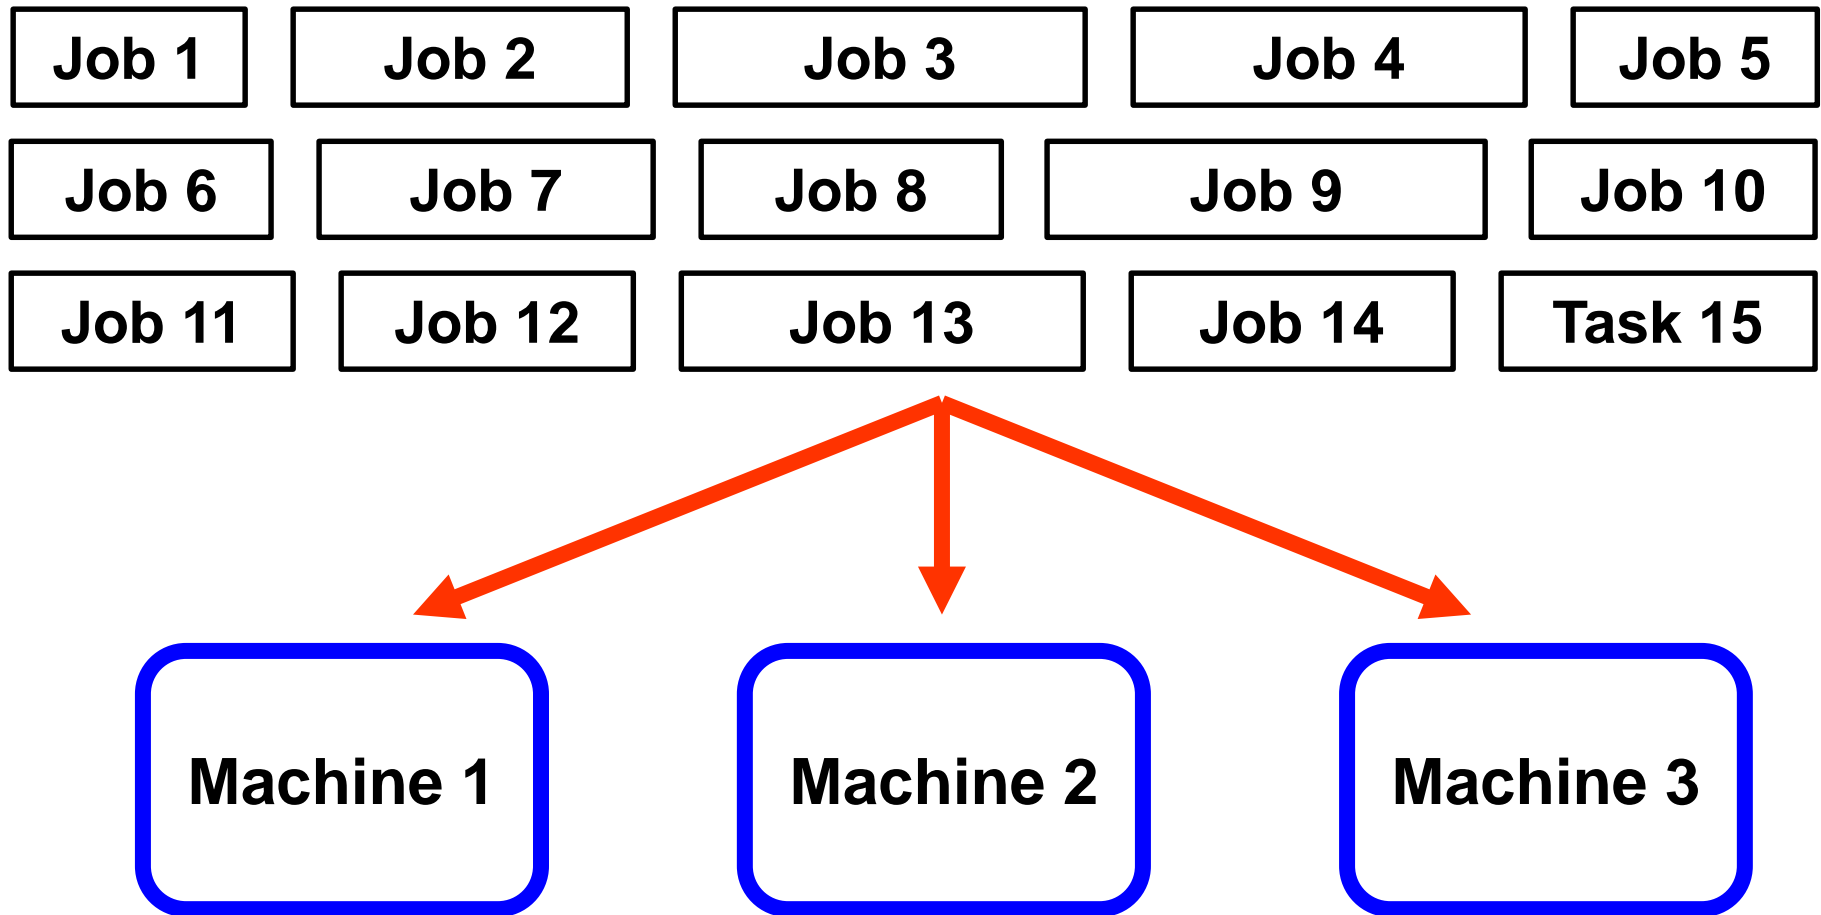 Job 1 Job 2 Job 3 Job 4 Job 5
Job 6 Job 7 Job 8 Job 9 Job 10
Job 11 Job 12 Job 13 Job 14 Task 15
Machine 1 Machine 2 Machine 3